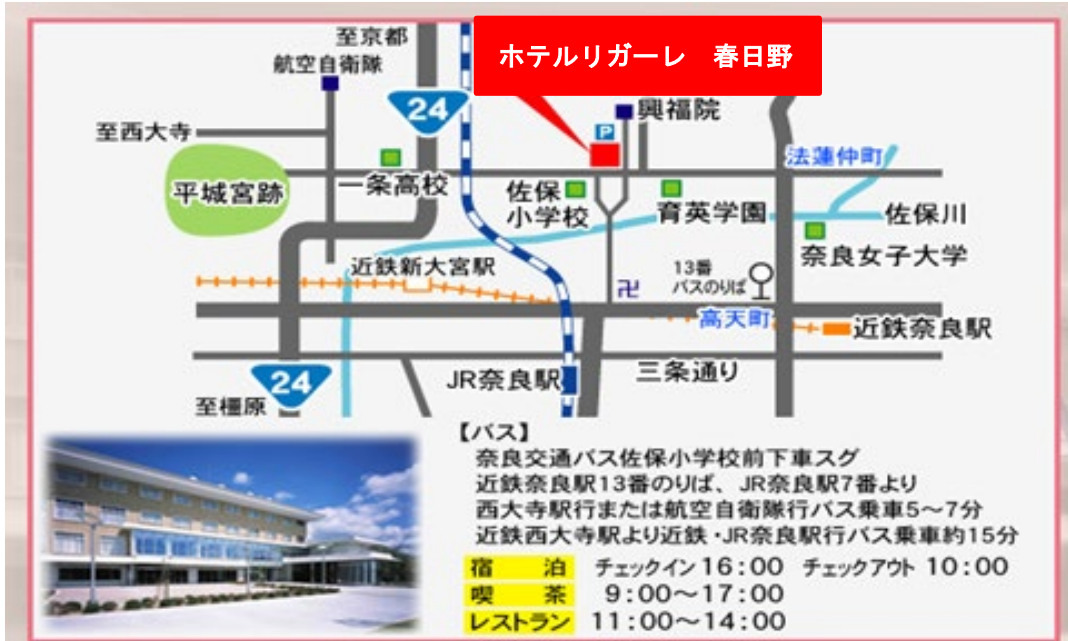 至京都
ホテルリガーレ 春日野
航空自衛隊
24
P
興福院
至西大寺
法蓮仲町
平城宮跡
一条高校
佐保
小学校
育英学園
佐保川
奈良女子大学
近鉄新大宮駅
13番
バスのりば
卍
高天町
近鉄奈良駅
24
JR奈良駅
三条通り
至橿原
【バス】
奈良交通バス佐保小学校前下車スグ
近鉄奈良駅13番のりば、JR奈良駅7番より
西大寺駅行または航空自衛隊行バス乗車5~7分
近鉄西大寺駅より近鉄・JR奈良駅行バス乗車約15分
宿 泊 チェックイン16:00 チェックアウト10:00
喫 茶 9:00~17:00
レストラン 11:00~14:00